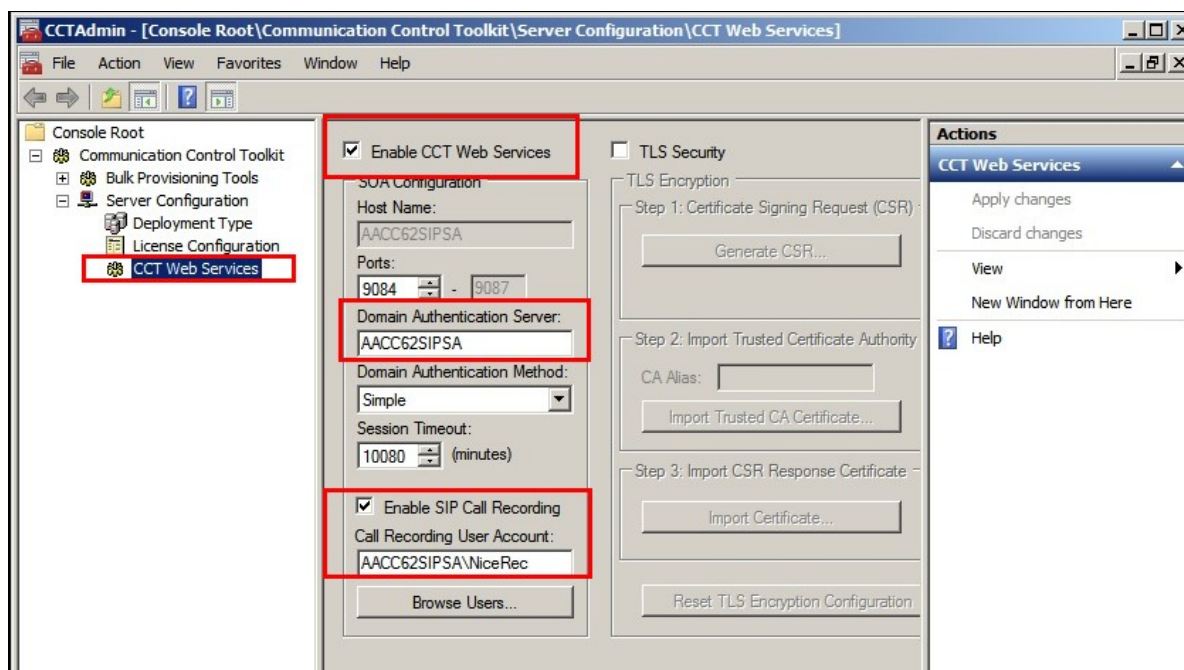 CCTAdmin - [Console Root\Communication Control Toolkit\Server Configuration\CCT Web Services]
File Action View Favorites Window Help
Console Root
Communication Control Toolkit
Bulk Provisioning Tools
Server Configuration
Deployment Type
License Configuration
CCT Web Services
Enable CCT Web Services
SOA Configuration
Host Name:
AACC62SIPSA
Ports:
9084 - 9087
Domain Authentication Server:
AACC62SIPSA
Domain Authentication Method:
Simple
Session Timeout:
10080 (minutes)
Enable SIP Call Recording
Call Recording User Account:
AACC62SIPSA\NiceRec
Browse Users...
TLS Security
TLS Encryption
Step 1: Certificate Signing Request (CSR)
Generate CSR...
Step 2: Import Trusted Certificate Authority
CA Alias:
Import Trusted CA Certificate...
Step 3: Import CSR Response Certificate
Import Certificate...
Reset TLS Encryption Configuration
Actions
CCT Web Services
Apply changes
Discard changes
View
New Window from Here
Help